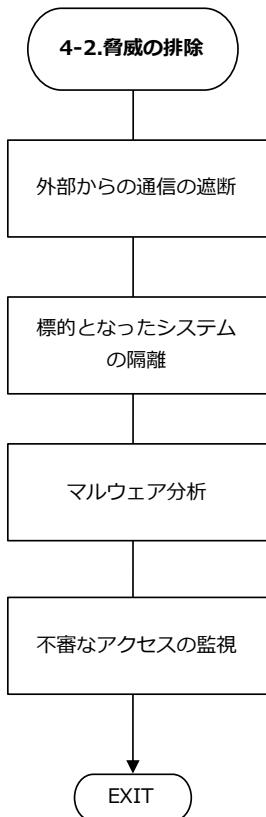 4-2.脅威の排除
外部からの通信の遮断
標的となったシステム
の隔離
マルウェア分析
不審なアクセスの監視
EXIT